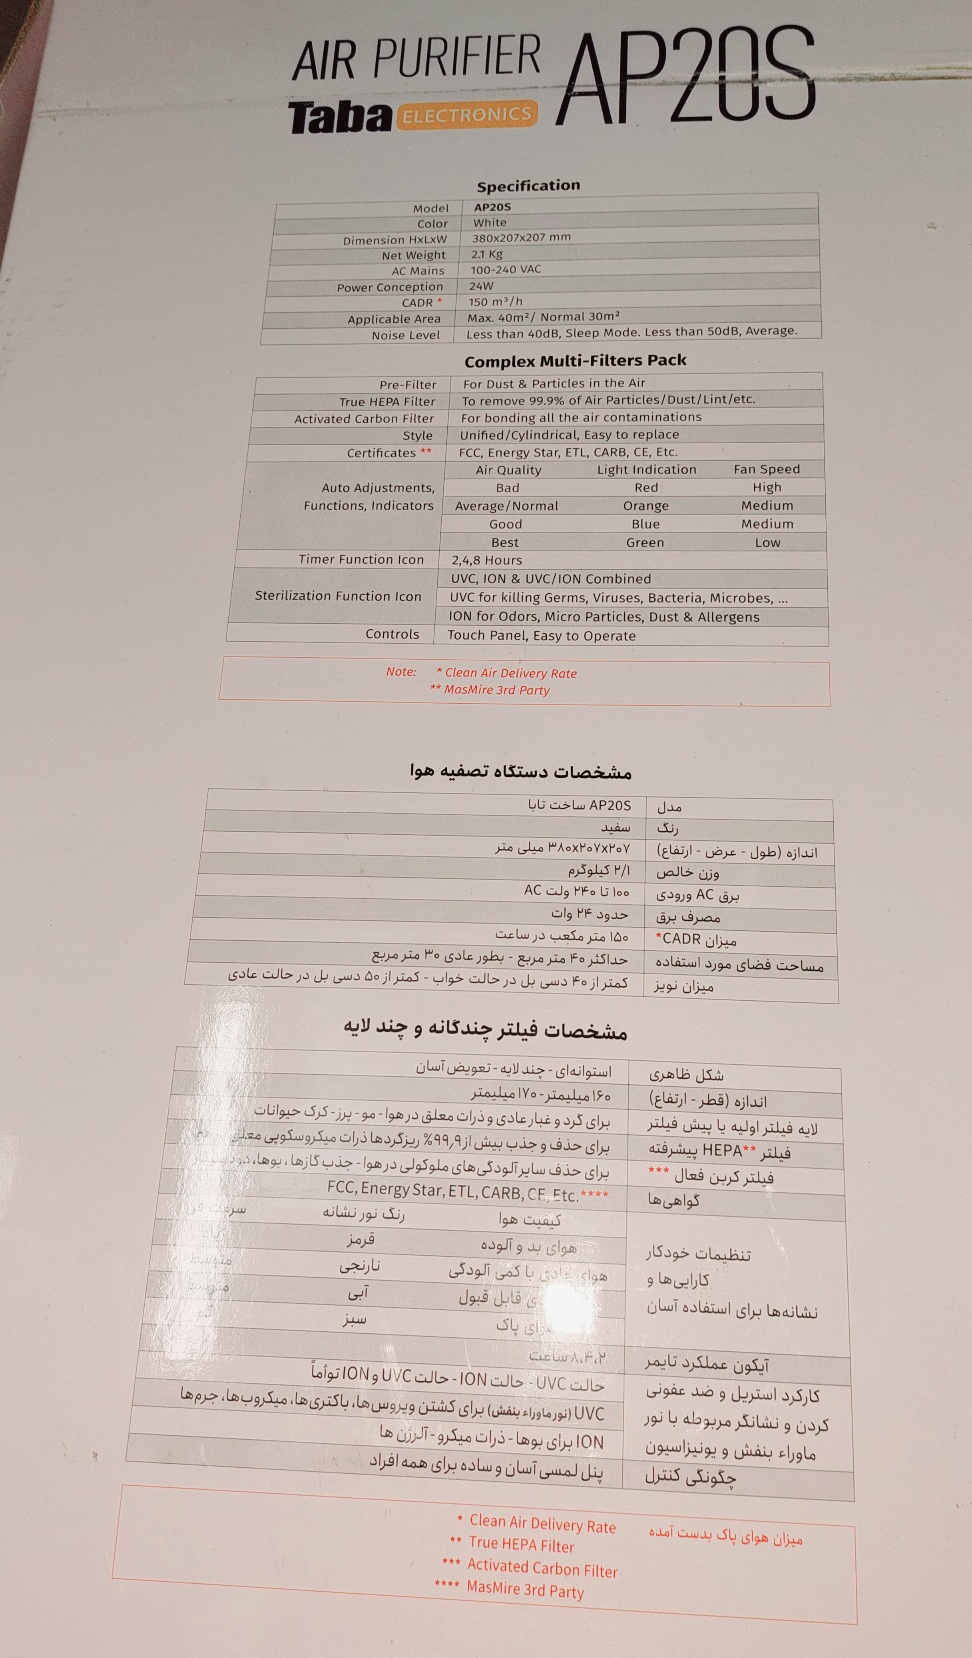 AIR PURIFIER AP20S
Taba ELECTRONICS
Specification
Model AP20S
Color White
Dimension HxLxW 380x207x207 mm
Net Weight 2.1 Kg
AC Mains 100-240 VAC
Power Conception 24W
CADR * 150 m³/h
Applicable Area Max. 40m²/ Normal 30m²
Noise Level Less than 40dB, Sleep Mode. Less than 50dB, Average.
Complex Multi-Filters Pack
Pre-Filter For Dust & Particles in the Air
True HEPA Filter To remove 99.9% of Air Particles/Dust/Lint/etc.
Activated Carbon Filter For bonding all the air contaminations
Style Unified/Cylindrical, Easy to replace
Certificates ** FCC, Energy Star, ETL, CARB, CE, Etc.
Auto Adjustments,
Functions, Indicators
Air Quality Light Indication Fan Speed
Bad Red High
Average/Normal Orange Medium
Good Blue Medium
Best Green Low
Timer Function Icon 2,4,8 Hours
Sterilization Function Icon
UVC, ION & UVC/ION Combined
UVC for killing Germs, Viruses, Bacteria, Microbes, ...
ION for Odors, Micro Particles, Dust & Allergens
Controls Touch Panel, Easy to Operate
Note: * Clean Air Delivery Rate
** MasMire 3rd Party
مشخصات دستگاه تصفیه هوا
مدل AP20S ساخت تابا
رنگ سفید
اندازه (طول - عرض - ارتفاع) ۳۸۰x۲۰۷x۲۰۷ میلی متر
وزن خالص ۲/۱ کیلوگرم
برق AC ورودی ۱۰۰ تا ۲۴۰ ولت AC
مصرف برق حدود ۲۴ وات
میزان CADR* ۱۵۰ متر مکعب در ساعت
مساحت فضای مورد استفاده حداکثر ۴۰ متر مربع - بطور عادی ۳۰ متر مربع
میزان نویز کمتر از ۴۰ دسی بل در حالت خواب - کمتر از ۵۰ دسی بل در حالت عادی
مشخصات فیلتر چندگانه و چند لایه
شکل ظاهری استوانه‌ای - چند لایه - تعویض آسان
اندازه (قطر - ارتفاع) ۱۶۰ میلیمتر - ۱۷۰ میلیمتر
لایه فیلتر اولیه یا پیش فیلتر برای گرد و غبار عادی و ذرات معلق در هوا - مو - پرز - کرک حیوانات
فیلتر HEPA** پیشرفته برای حذف و جذب بیش از ۹۹٫۹% ریزگردها ذرات میکروسکوپی
فیلتر کربن فعال *** برای حذف سایر آلودگی‌های ملوکولی در هوا - جذب گازها، بوها،
گواهی‌ها FCC, Energy Star, ETL, CARB, CE, Etc.****
تنظیمات خودکار
کارایی‌ها و
نشانه‌ها برای استفاده آسان
کیفیت هوا رنگ نور نشانه سرعت
هوای بد و آلوده قرمز
هوای عادی با کمی آلودگی نارنجی متوسط
قابل قبول آبی متوسط
پاک سبز
آیکون عملکرد تایمر ۸،۴،۲ ساعت
کارکرد استریل و ضد عفونی
کردن و نشانگر مربوطه با نور
ماوراء بنفش و یونیزاسیون
حالت UVC - حالت ION - حالت UVC و ION توأماً
UVC (نور ماوراء بنفش) برای کشتن ویروس‌ها، باکتری‌ها، میکروب‌ها، جرم‌ها
ION برای بوها - ذرات میکرو - آلرژن ها
چگونگی کنترل پنل لمسی آسان و ساده برای همه افراد
* Clean Air Delivery Rate میزان هوای پاک بدست آمده
** True HEPA Filter
*** Activated Carbon Filter
**** MasMire 3rd Party